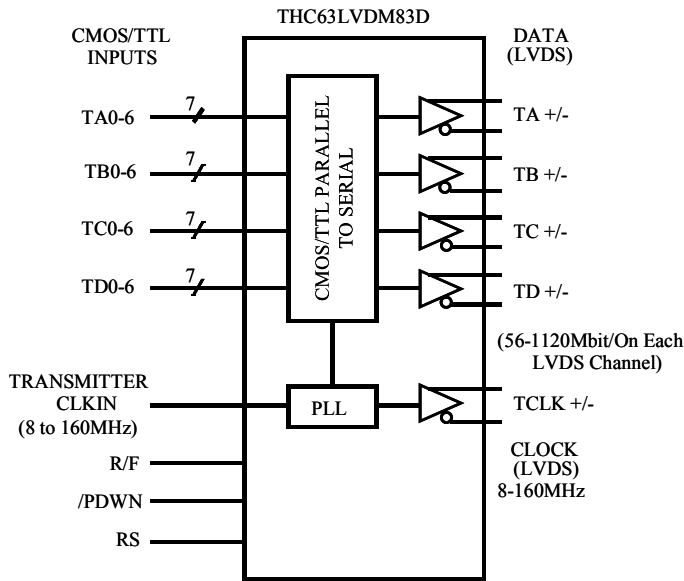 THC63LVDM83D
CMOS/TTL
INPUTS
DATA
(LVDS)
TA0-6
7
TA +/-
TB0-6
7
TB +/-
TC0-6
7
TC +/-
TD0-6
7
TD +/-
CMOS/TTL PARALLEL
TO SERIAL
(56-1120Mbit/On Each
LVDS Channel)
TRANSMITTER
CLKIN
(8 to 160MHz)
PLL
TCLK +/-
CLOCK
(LVDS)
8-160MHz
R/F
/PDWN
RS